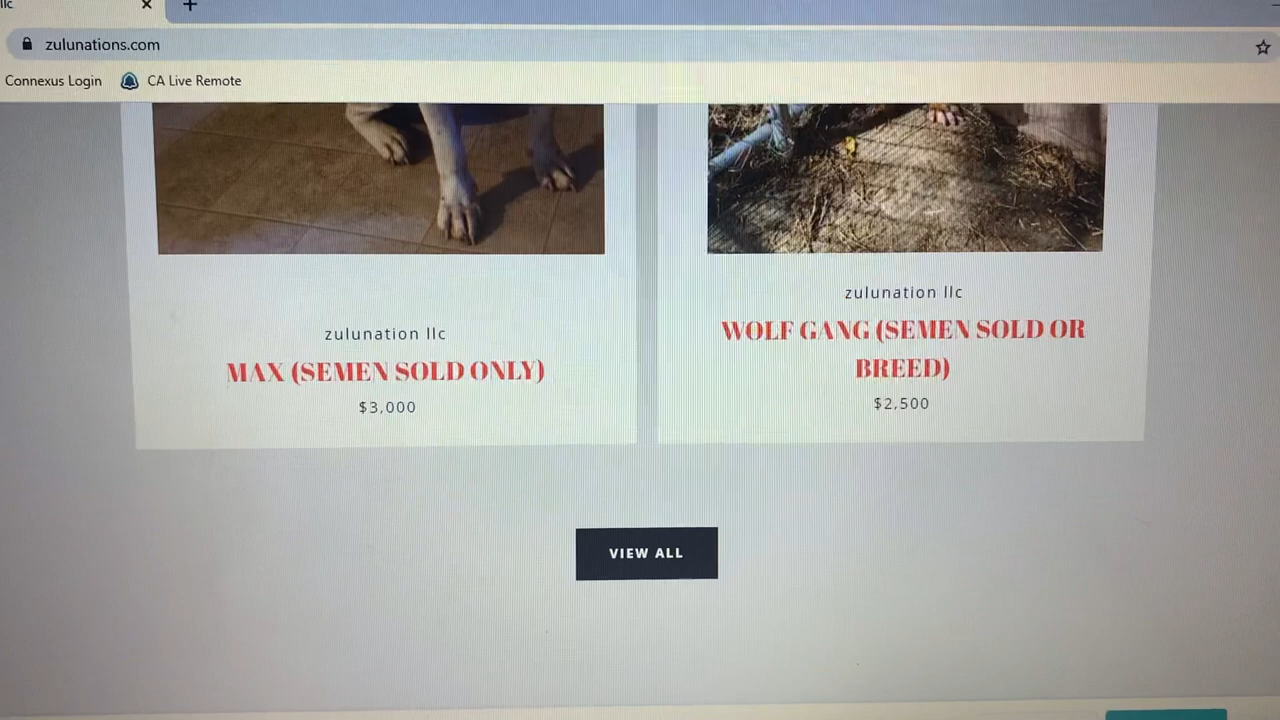 llc
zulunations.com
Connexus Login
CA Live Remote
zulunation llc
MAX (SEMEN SOLD ONLY)
$3,000
zulunation llc
WOLF GANG (SEMEN SOLD OR
BREED)
$2,500
VIEW ALL